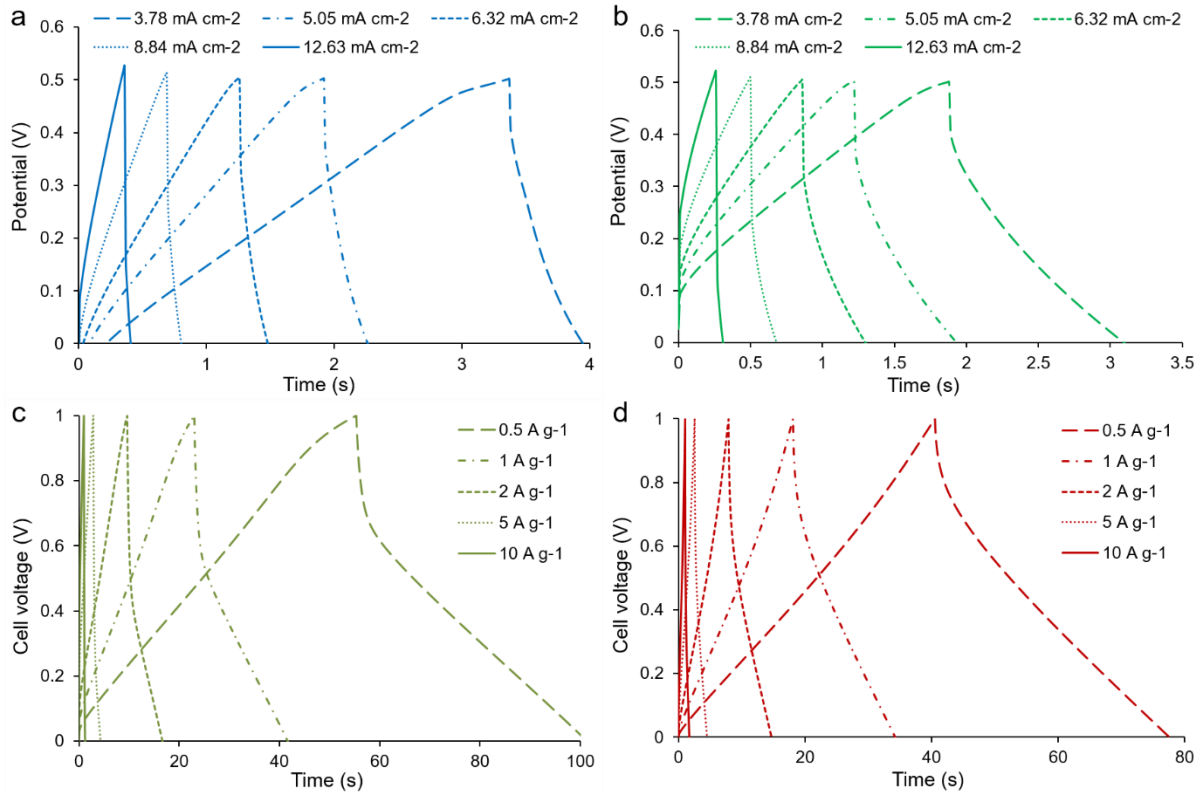 a
3.78 mA cm-2 5.05 mA cm-2 6.32 mA cm-2
8.84 mA cm-2 12.63 mA cm-2
0.6
0.5
0.4
0.3
0.2
0.1
0
Potential (V)
0 1 2 3 4
Time (s)
b
3.78 mA cm-2 5.05 mA cm-2 6.32 mA cm-2
8.84 mA cm-2 12.63 mA cm-2
0.6
0.5
0.4
0.3
0.2
0.1
0
Potential (V)
0 0.5 1 1.5 2 2.5 3 3.5
Time (s)
c
0.5 A g-1
1 A g-1
2 A g-1
5 A g-1
10 A g-1
1
0.8
0.6
0.4
0.2
0
Cell voltage (V)
0 20 40 60 80 100
Time (s)
d
0.5 A g-1
1 A g-1
2 A g-1
5 A g-1
10 A g-1
1
0.8
0.6
0.4
0.2
0
Cell voltage (V)
0 20 40 60 80
Time (s)